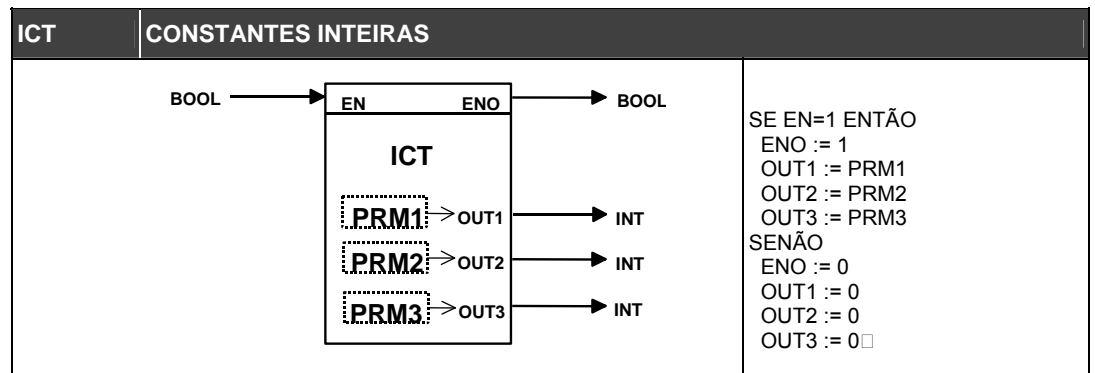 ICT CONSTANTES INTEIRAS
BOOL EN ENO BOOL
ICT
PRM1 OUT1 INT
PRM2 OUT2 INT
PRM3 OUT3 INT
SE EN=1 ENTÃO
ENO := 1
OUT1 := PRM1
OUT2 := PRM2
OUT3 := PRM3
SENÃO
ENO := 0
OUT1 := 0
OUT2 := 0
OUT3 := 0